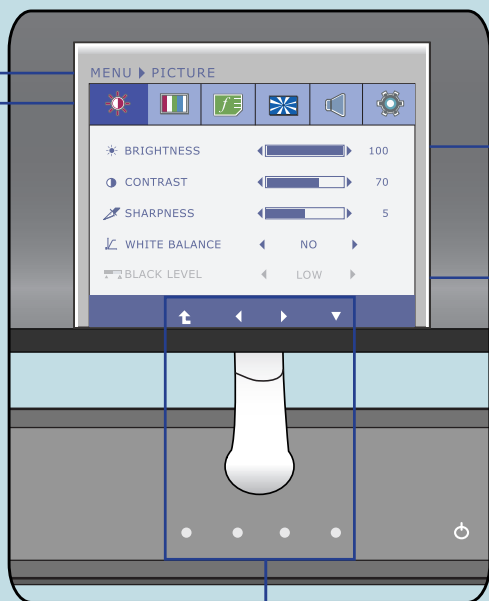 MENU PICTURE
BRIGHTNESS 100
CONTRAST 70
SHARPNESS 5
WHITE BALANCE NO
BLACK LEVEL LOW